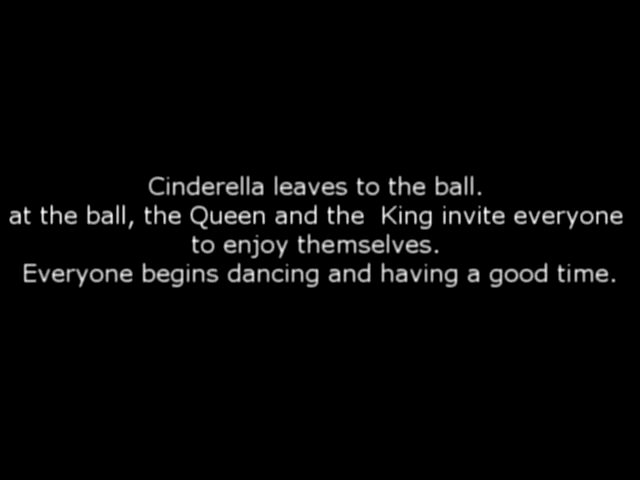 Cinderella leaves to the ball.
at the ball, the Queen and the  King invite everyone
to enjoy themselves.
Everyone begins dancing and having a good time.